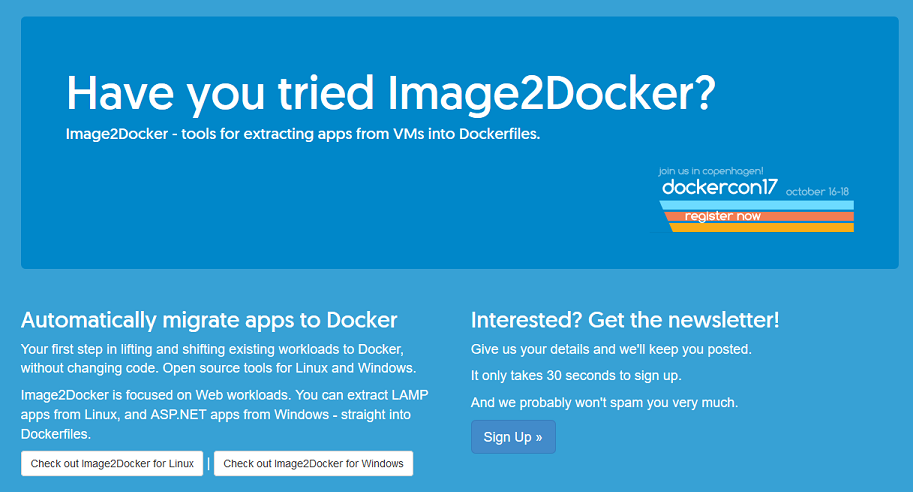 Have you tried Image2Docker?
Image2Docker - tools for extracting apps from VMs into Dockerfiles.
join us in copenhagen!
dockercon17 october 16-18
register now
Automatically migrate apps to Docker
Your first step in lifting and shifting existing workloads to Docker,
without changing code. Open source tools for Linux and Windows.
Image2Docker is focused on Web workloads. You can extract LAMP
apps from Linux, and ASP.NET apps from Windows - straight into
Dockerfiles.
Check out Image2Docker for Linux | Check out Image2Docker for Windows
Interested? Get the newsletter!
Give us your details and we'll keep you posted.
It only takes 30 seconds to sign up.
And we probably won't spam you very much.
Sign Up »